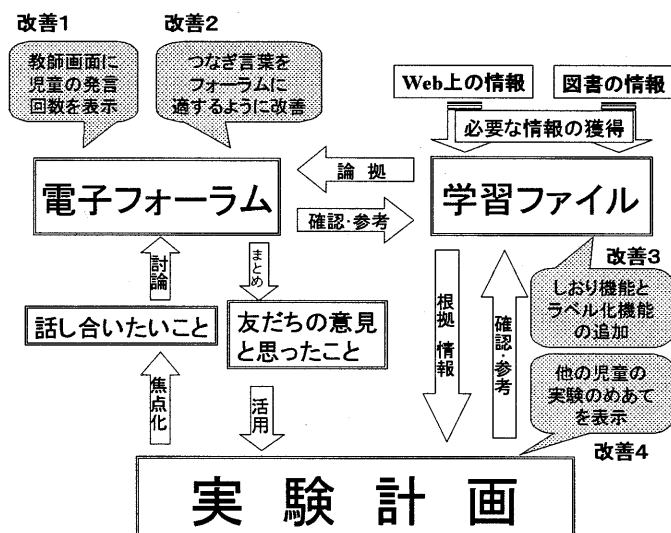 改善1
改善2
教師画面に
児童の発言
回数を表示
つなぎ言葉を
フォーラムに
適するように改善
Web上の情報
図書の情報
必要な情報の獲得
電子フォーラム
論 拠
確認・参考
学習ファイル
討論
まとめ
話し合いたいこと
友だちの意見
と思ったこと
焦点化
活用
根拠 情報
確認・参考
改善3
しおり機能と
ラベル化機能
の追加
他の児童の
実験のめあて
を表示
改善4
実 験 計 画